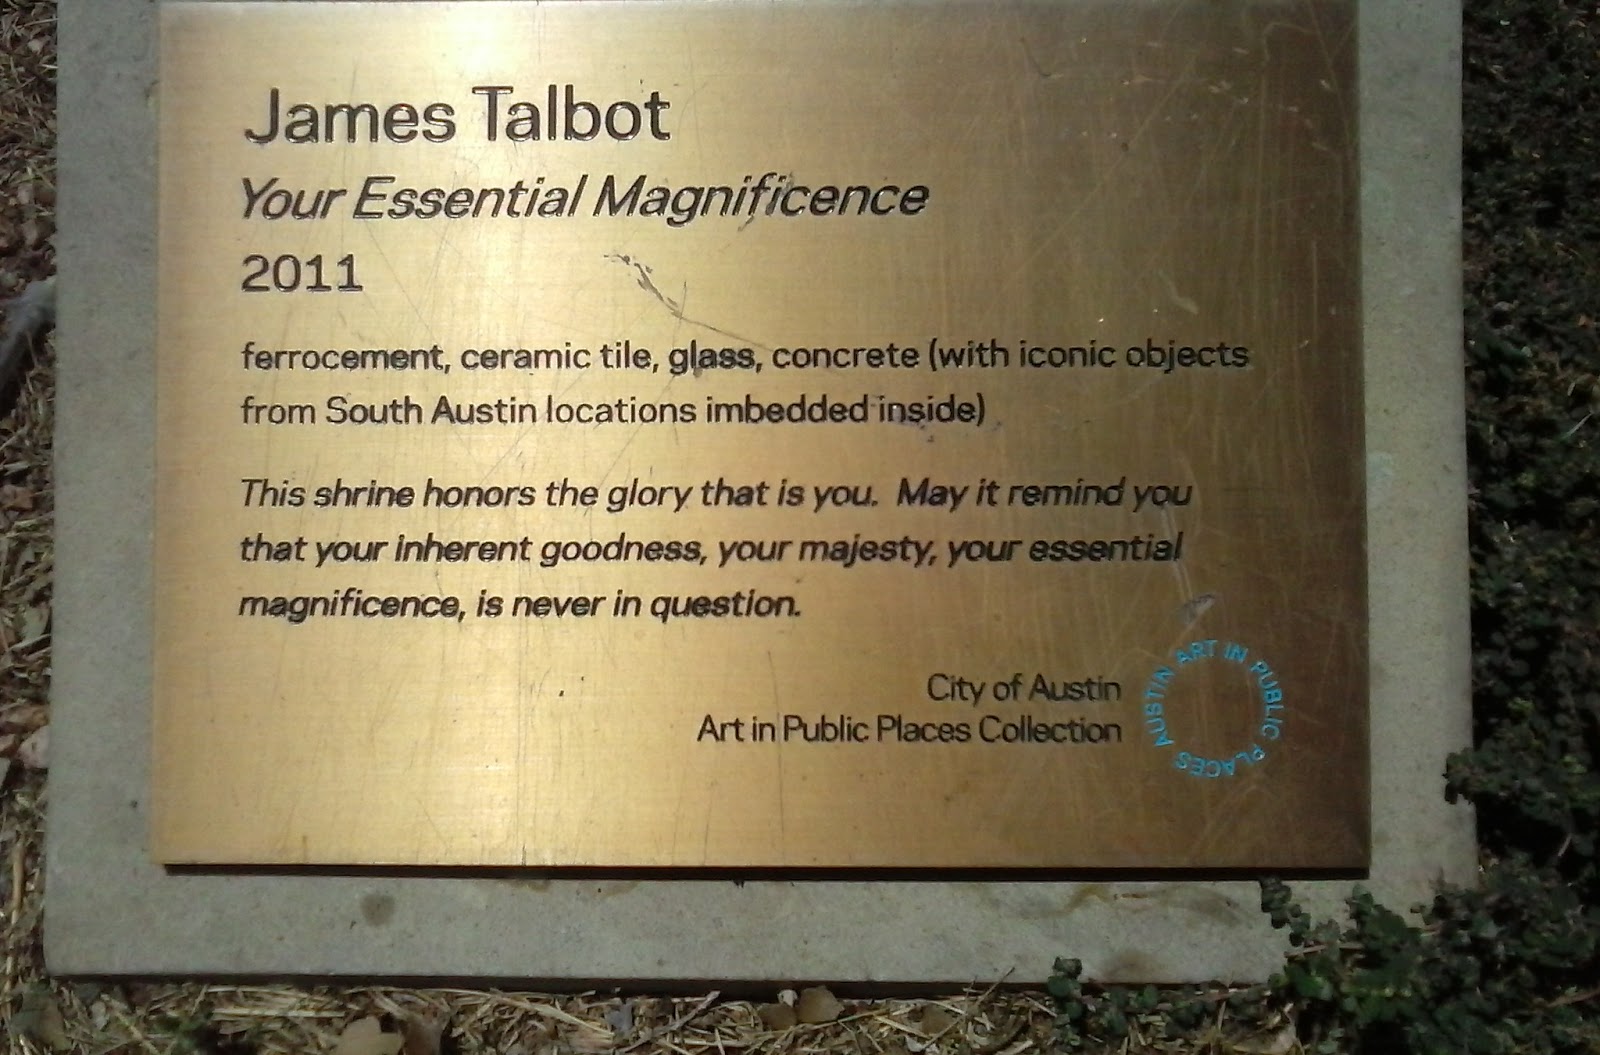 James Talbot
Your Essential Magnificence
2011
ferrocement, ceramic tile, glass, concrete (with iconic objects
from South Austin locations imbedded inside)
This shrine honors the glory that is you.  May it remind you
that your inherent goodness, your majesty, your essential
magnificence, is never in question.
City of Austin
Art in Public Places Collection
AUSTIN ART IN PUBLIC PLACES